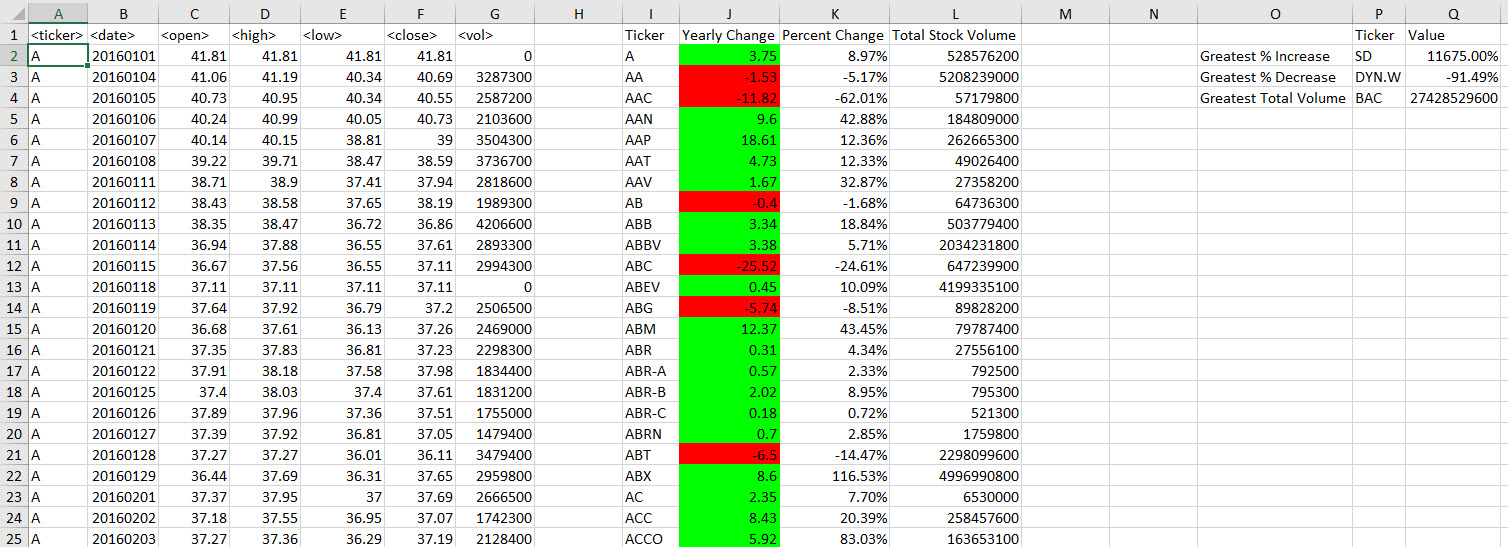 A B C D E F G H I J K L M N O P Q
1 <ticker> <date> <open> <high> <low> <close> <vol> Ticker Yearly Change Percent Change Total Stock Volume Ticker Value
2 A 20160101 41.81 41.81 41.81 41.81 0 A 3.75 8.97% 528576200 Greatest % Increase SD 11675.00%
3 A 20160104 41.06 41.19 40.34 40.69 3287300 AA -1.53 -5.17% 5208239000 Greatest % Decrease DYN.W -91.49%
4 A 20160105 40.73 40.95 40.34 40.55 2587200 AAC -11.82 -62.01% 57179800 Greatest Total Volume BAC 27428529600
5 A 20160106 40.24 40.99 40.05 40.73 2103600 AAN 9.6 42.88% 184809000
6 A 20160107 40.14 40.15 38.81 39 3504300 AAP 18.61 12.36% 262665300
7 A 20160108 39.22 39.71 38.47 38.59 3736700 AAT 4.73 12.33% 49026400
8 A 20160111 38.71 38.9 37.41 37.94 2818600 AAV 1.67 32.87% 27358200
9 A 20160112 38.43 38.58 37.65 38.19 1989300 AB -0.4 -1.68% 64736300
10 A 20160113 38.35 38.47 36.72 36.86 4206600 ABB 3.34 18.84% 503779400
11 A 20160114 36.94 37.88 36.55 37.61 2893300 ABBV 3.38 5.71% 2034231800
12 A 20160115 36.67 37.56 36.55 37.11 2994300 ABC -25.52 -24.61% 647239900
13 A 20160118 37.11 37.11 37.11 37.11 0 ABEV 0.45 10.09% 4199335100
14 A 20160119 37.64 37.92 36.79 37.2 2506500 ABG -5.74 -8.51% 89828200
15 A 20160120 36.68 37.61 36.13 37.26 2469000 ABM 12.37 43.45% 79787400
16 A 20160121 37.35 37.83 36.81 37.23 2298300 ABR 0.31 4.34% 27556100
17 A 20160122 37.91 38.18 37.58 37.98 1834400 ABR-A 0.57 2.33% 792500
18 A 20160125 37.4 38.03 37.4 37.61 1831200 ABR-B 2.02 8.95% 795300
19 A 20160126 37.89 37.96 37.36 37.51 1755000 ABR-C 0.18 0.72% 521300
20 A 20160127 37.39 37.92 36.81 37.05 1479400 ABRN 0.7 2.85% 1759800
21 A 20160128 37.27 37.27 36.01 36.11 3479400 ABT -6.5 -14.47% 2298099600
22 A 20160129 36.44 37.69 36.31 37.65 2959800 ABX 8.6 116.53% 4996990800
23 A 20160201 37.37 37.95 37 37.69 2666500 AC 2.35 7.70% 6530000
24 A 20160202 37.18 37.55 36.95 37.07 1742300 ACC 8.43 20.39% 258457600
25 A 20160203 37.27 37.36 36.29 37.19 2128400 ACCO 5.92 83.03% 163653100